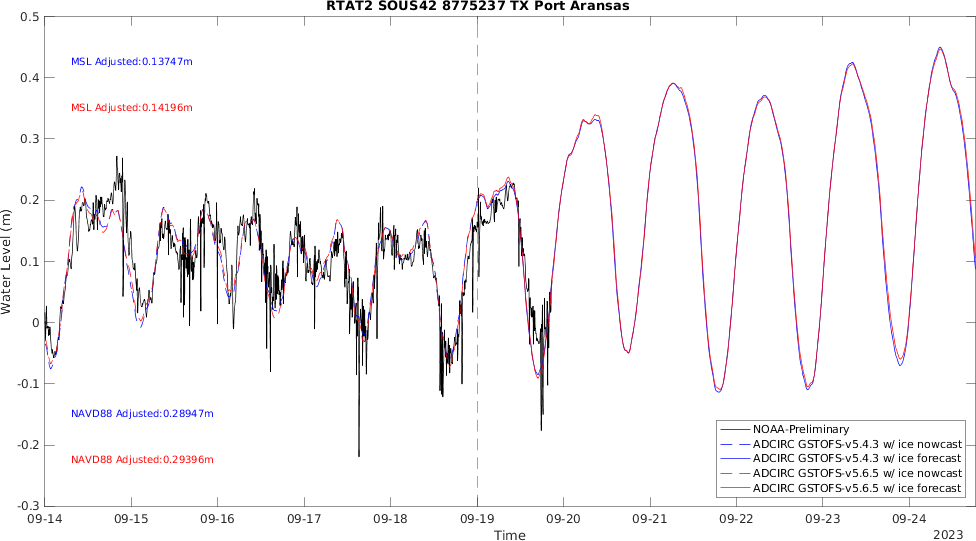 RTAT2 SOUS42 8775237 TX Port Aransas
0.5
0.4
0.3
0.2
0.1
0
-0.1
-0.2
-0.3
Water Level (m)
MSL Adjusted:0.13747m
MSL Adjusted:0.14196m
NAVD88 Adjusted:0.28947m
NAVD88 Adjusted:0.29396m
NOAA-Preliminary
ADCIRC GSTOFS-v5.4.3 w/ ice nowcast
ADCIRC GSTOFS-v5.4.3 w/ ice forecast
ADCIRC GSTOFS-v5.6.5 w/ ice nowcast
ADCIRC GSTOFS-v5.6.5 w/ ice forecast
09-14 09-15 09-16 09-17 09-18 09-19 09-20 09-21 09-22 09-23 09-24
Time
2023